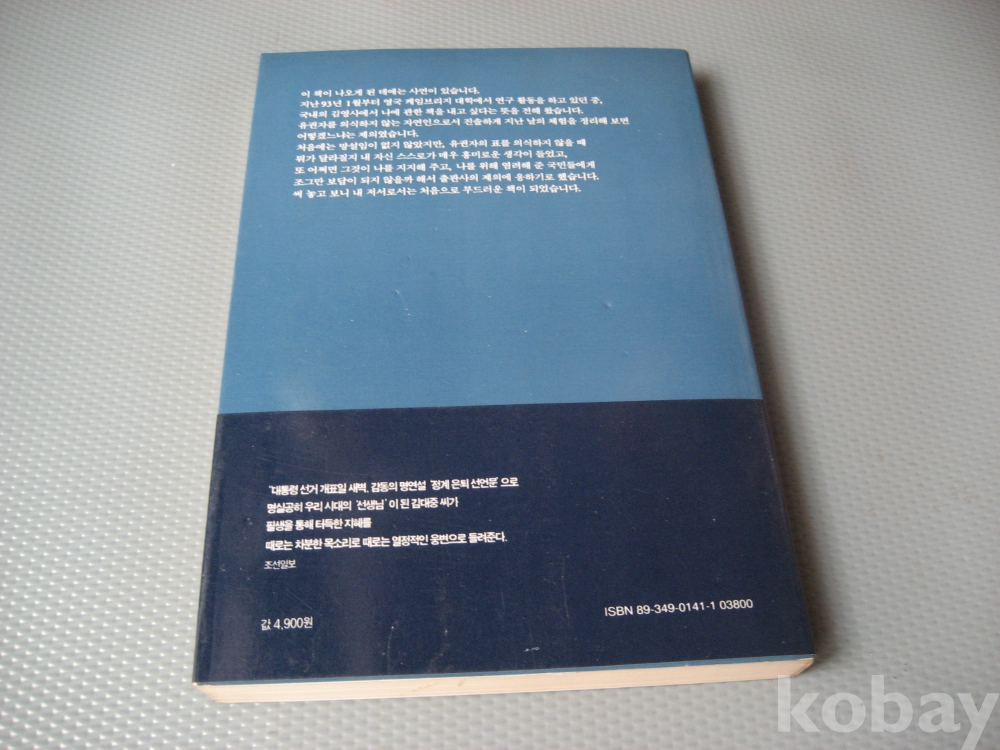 이 책이 나오게 된 데에는 사연이 있습니다.
지난 93년 1월부터 영국 케임브리지 대학에서 연구 활동을 하고 있던 중,
국내의 김영사에서 나에 관한 책을 내고 싶다는 뜻을 전해 왔습니다.
유권자를 의식하지 않는 자연인으로서 진솔하게 지난 날의 체험을 정리해 보면
어떻겠느냐는 제의였습니다.
처음에는 망설임이 없지 않았지만, 유권자의 표를 의식하지 않을 때
뭐가 달라질지 내 자신 스스로가 매우 흥미로운 생각이 들었고,
또 어쩌면 그것이 나를 지지해 주고, 나를 위해 염려해 준 국민들에게
조그만 보답이 되지 않을까 해서 출판사의 제의에 응하기로 했습니다.
써 놓고 보니 내 저서로서는 처음으로 부드러운 책이 되었습니다.
"대통령 선거 개표일 새벽, 감동의 명연설 '정계 은퇴 선언문'으로
명실공히 우리 시대의 '선생님'이 된 김대중 씨가
필생을 통해 터득한 지혜를
때로는 차분한 목소리로 때로는 열정적인 웅변으로 들려준다.
조선일보
값 4,900원
ISBN 89-349-0141-1 03800
kobay